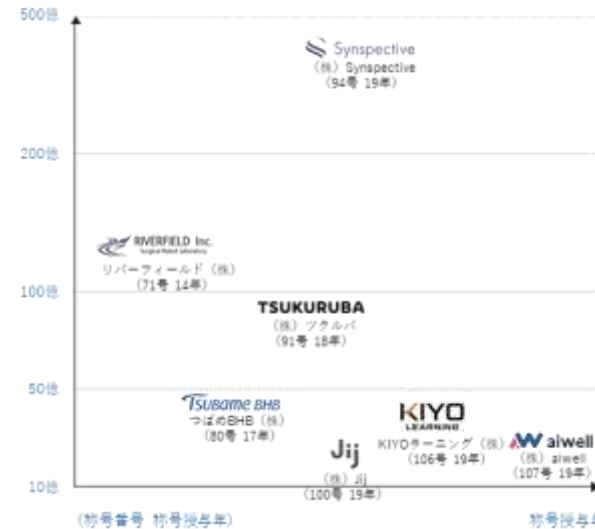 500億
Synspective
(株) Synspective
(94号 19年)
200億
RIVERFIELD Inc.
Surgical Robot Laboratory
リバーフィールド (株)
(71号 14年)
100億
TSUKURUBA
(株) ツクルバ
(91号 18年)
50億
TSUBAME BHB
つばめBHB (株)
(80号 17年)
KIYO
LEARNING
KIYOラーニング (株)
(106号 19年)
Jij
(株) Jij
(100号 19年)
aiwell
(株) aiwell
(107号 19年)
10億
(称号番号 称号授与年)
称号授与年